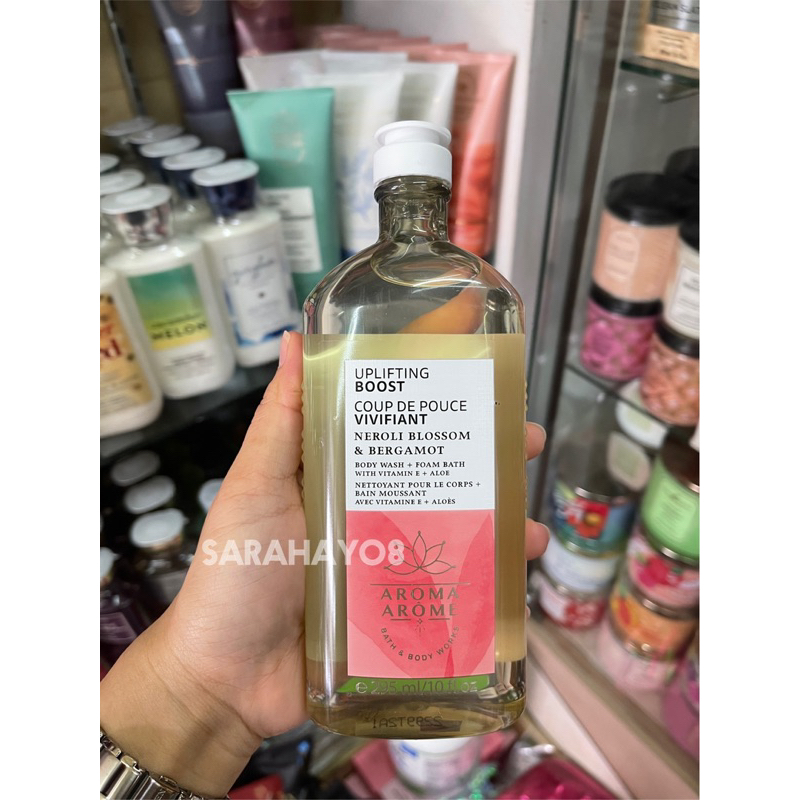 UPLIFTING
BOOST
COUP DE POUCE
VIVIFIANT
NEROLI BLOSSOM
& BERGAMOT
BODY WASH + FOAM BATH
WITH VITAMIN E + ALOE
NETTOYANT POUR LE CORPS +
BAIN MOUSSANT
AVEC VITAMINE E + ALOÈS
SARAHAYO8
AROMA
ARÔME
BATH & BODY WORKS
MELON